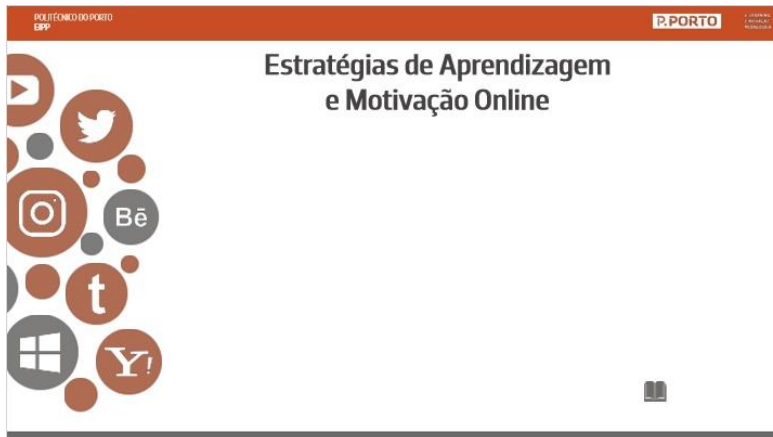 POLITÉCNICO DO PORTO
EIPP
P.PORTO
Estratégias de Aprendizagem
e Motivação Online
Bē
t
Y!